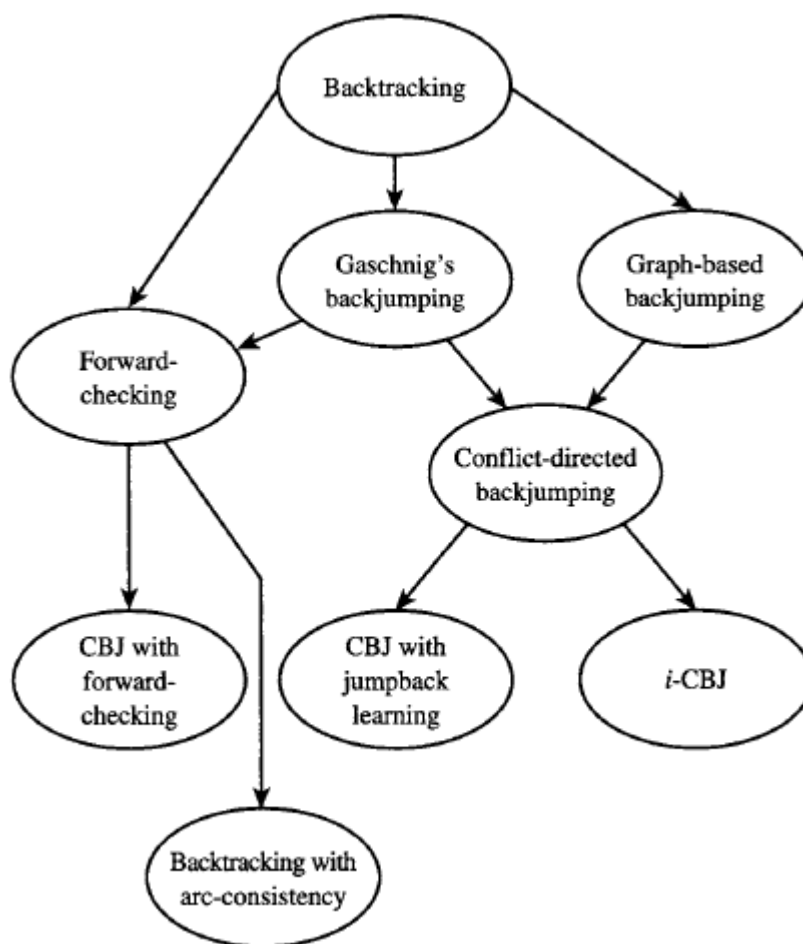 Backtracking
Gaschnig's
backjumping
Graph-based
backjumping
Forward-
checking
Conflict-directed
backjumping
CBJ with
forward-
checking
CBJ with
jumpback
learning
i-CBJ
Backtracking with
arc-consistency